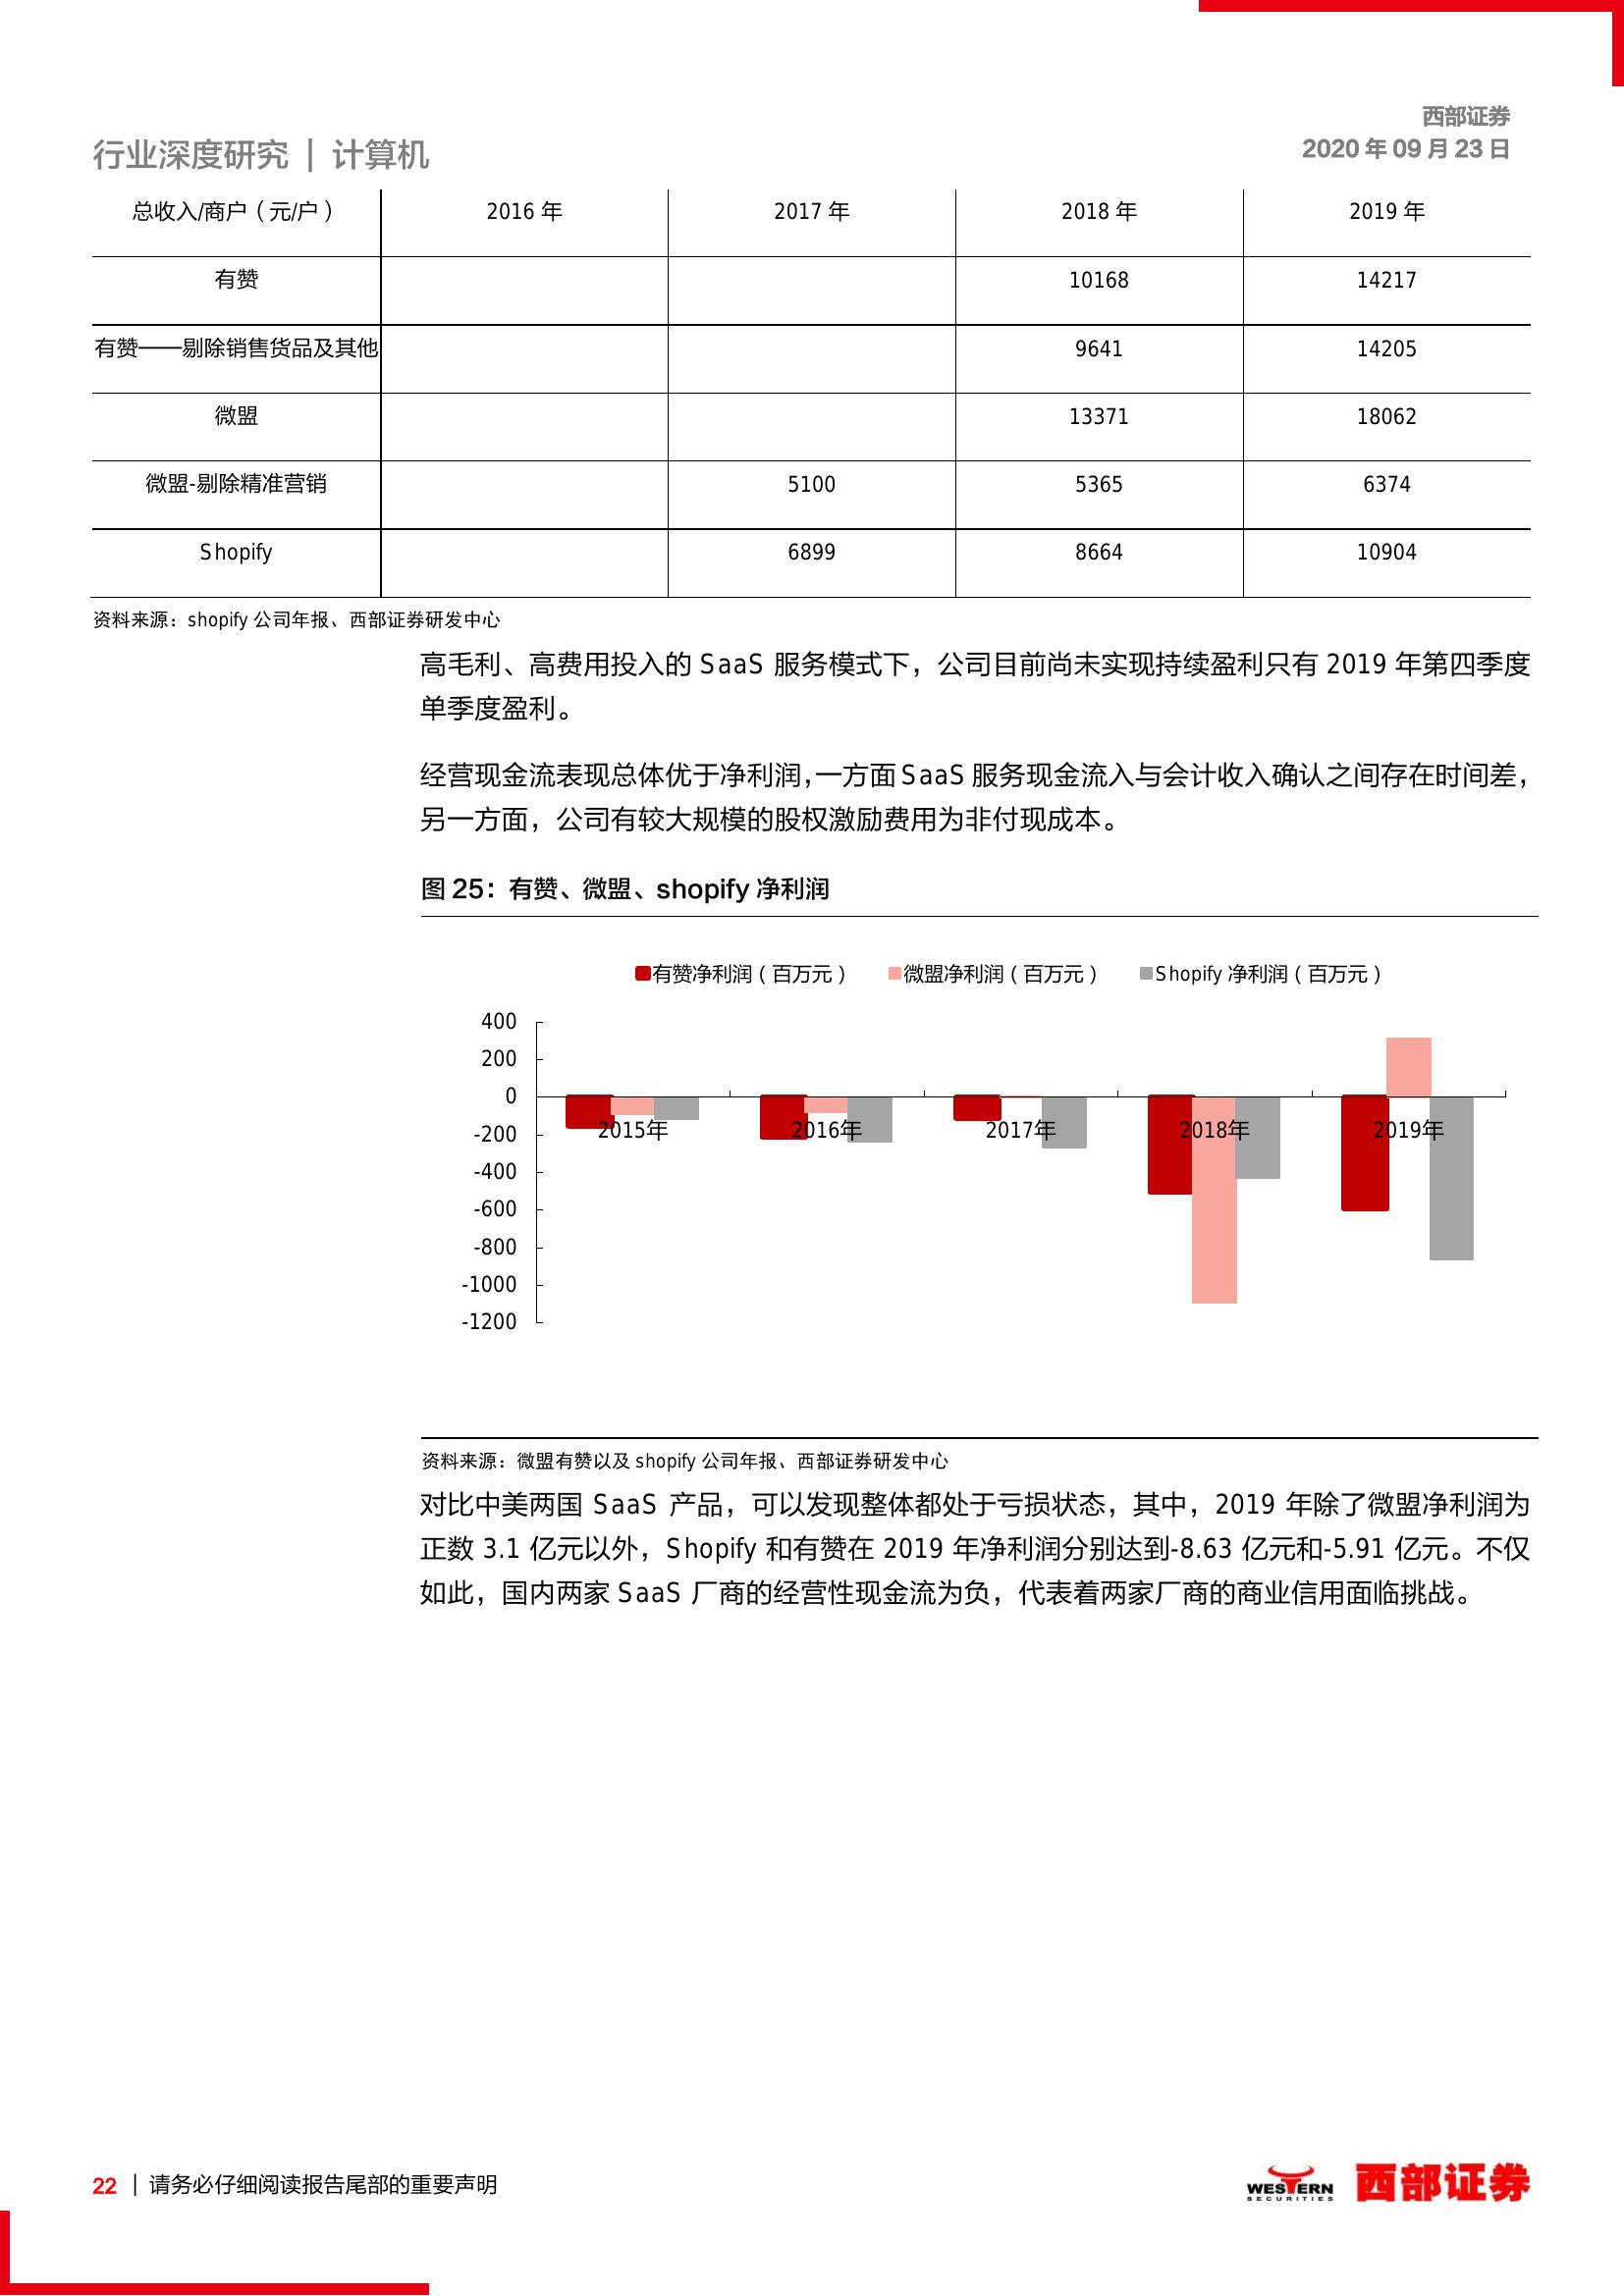 西部证券
行业深度研究 | 计算机
2020 年 09 月 23 日
总收入/商户（元/户） 2016 年 2017 年 2018 年 2019 年
有赞 10168 14217
有赞——剔除销售货品及其他 9641 14205
微盟 13371 18062
微盟-剔除精准营销 5100 5365 6374
Shopify 6899 8664 10904
资料来源：shopify 公司年报、西部证券研发中心
高毛利、高费用投入的 SaaS 服务模式下，公司目前尚未实现持续盈利只有 2019 年第四季度
单季度盈利。
经营现金流表现总体优于净利润，一方面 SaaS 服务现金流入与会计收入确认之间存在时间差，
另一方面，公司有较大规模的股权激励费用为非付现成本。
图 25：有赞、微盟、shopify 净利润
有赞净利润（百万元） 微盟净利润（百万元） Shopify 净利润（百万元）
400
200
0
-200
-400
-600
-800
-1000
-1200
2015年 2016年 2017年 2018年 2019年
资料来源：微盟有赞以及 shopify 公司年报、西部证券研发中心
对比中美两国 SaaS 产品，可以发现整体都处于亏损状态，其中，2019 年除了微盟净利润为
正数 3.1 亿元以外，Shopify 和有赞在 2019 年净利润分别达到-8.63 亿元和-5.91 亿元。不仅
如此，国内两家 SaaS 厂商的经营性现金流为负，代表着两家厂商的商业信用面临挑战。
22 | 请务必仔细阅读报告尾部的重要声明
WESTERN
SECURITIES
西部证券